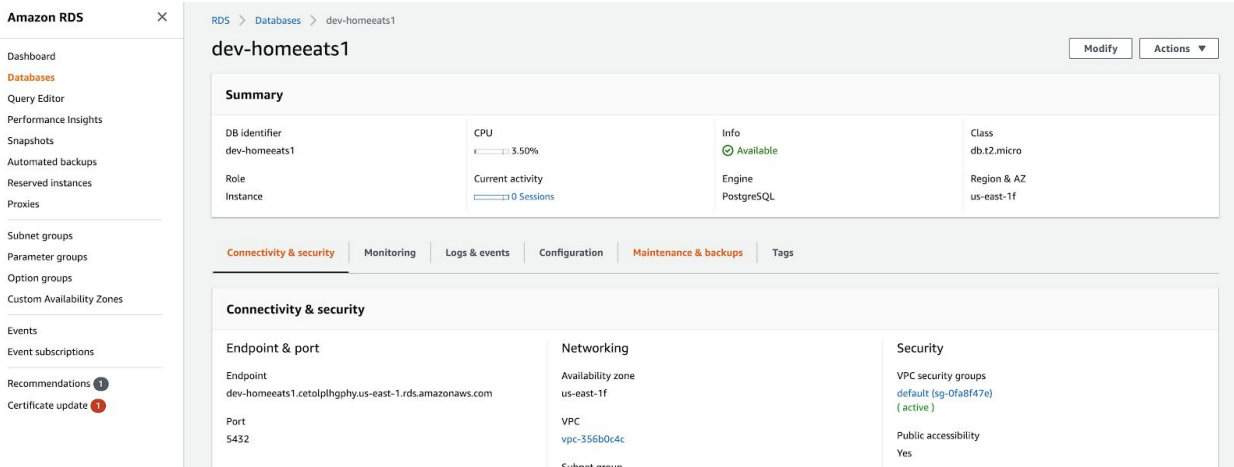 Amazon RDS
Dashboard
Databases
Query Editor
Performance Insights
Snapshots
Automated backups
Reserved instances
Proxies
Subnet groups
Parameter groups
Option groups
Custom Availability Zones
Events
Event subscriptions
Recommendations 1
Certificate update 1
RDS > Databases > dev-homeeats1
dev-homeeats1
Modify
Actions
Summary
DB identifier
dev-homeeats1
CPU
3.50%
Info
Available
Class
db.t2.micro
Role
Instance
Current activity
0 Sessions
Engine
PostgreSQL
Region & AZ
us-east-1f
Connectivity & security
Monitoring
Logs & events
Configuration
Maintenance & backups
Tags
Connectivity & security
Endpoint & port
Endpoint
dev-homeeats1.cetolplhgphy.us-east-1.rds.amazonaws.com
Port
5432
Networking
Availability zone
us-east-1f
VPC
vpc-356b0c4c
Subnet group
Security
VPC security groups
default (sg-0fa8f47e)
( active )
Public accessibility
Yes